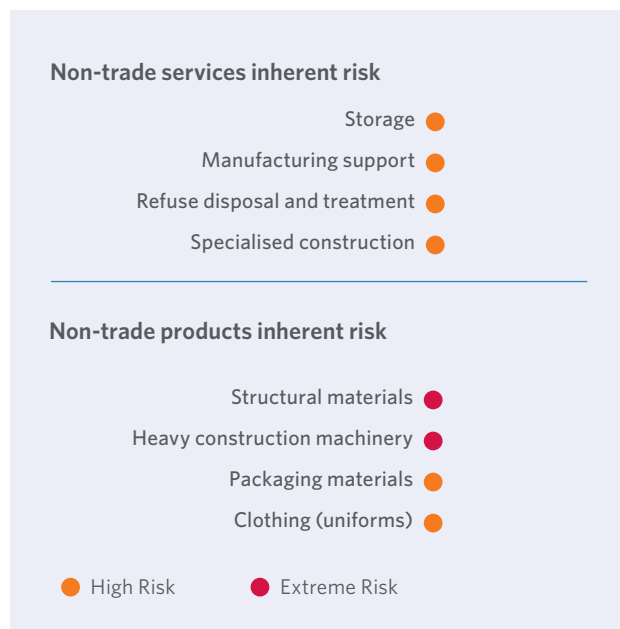 Non-trade services inherent risk
Storage
Manufacturing support
Refuse disposal and treatment
Specialised construction
Non-trade products inherent risk
Structural materials
Heavy construction machinery
Packaging materials
Clothing (uniforms)
High Risk
Extreme Risk